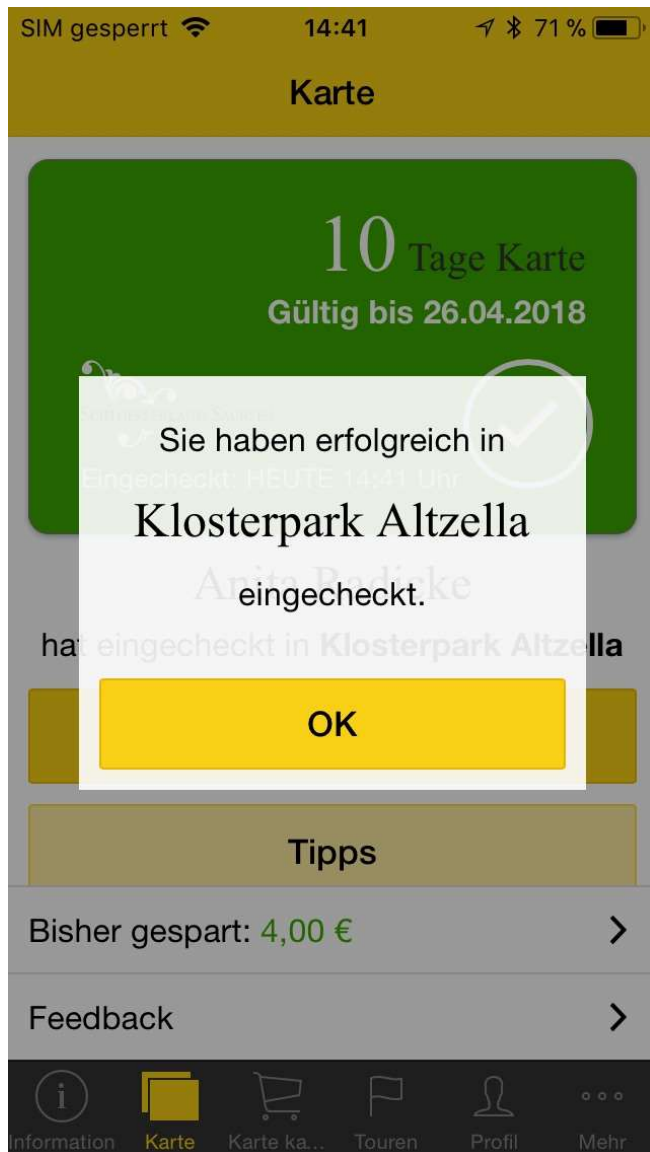 SIM gesperrt 14:41 71 %
Karte
10 Tage Karte
Gültig bis 26.04.2018
Sie haben erfolgreich in
Eingecheckt: HEUTE 14:41 Uhr
Klosterpark Altzella
Anita Radicke
eingecheckt.
hat eingecheckt in Klosterpark Altzella
OK
Tipps
Bisher gespart: 4,00 €
Feedback
Information Karte Karte ka... Touren Profil Mehr